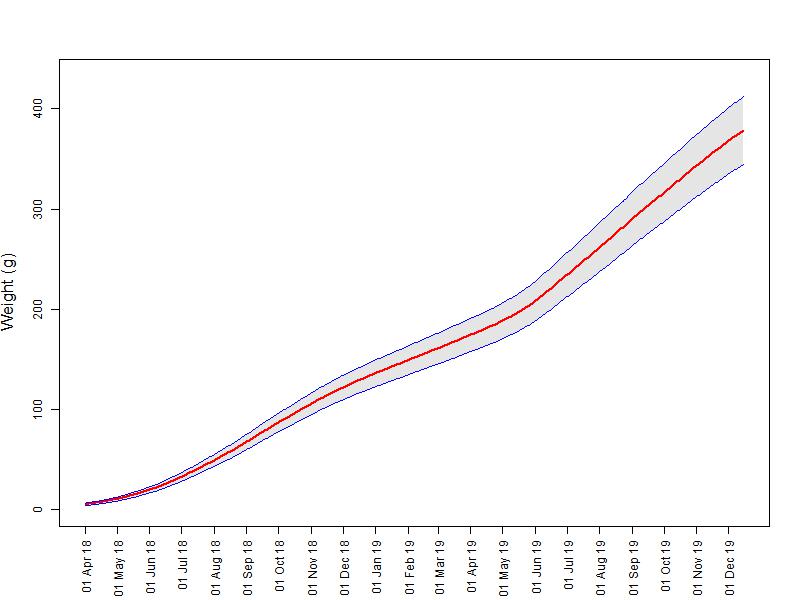 Weight (g)
400
300
200
100
0
01 Apr 18
01 May 18
01 Jun 18
01 Jul 18
01 Aug 18
01 Sep 18
01 Oct 18
01 Nov 18
01 Dec 18
01 Jan 19
01 Feb 19
01 Mar 19
01 Apr 19
01 May 19
01 Jun 19
01 Jul 19
01 Aug 19
01 Sep 19
01 Oct 19
01 Nov 19
01 Dec 19